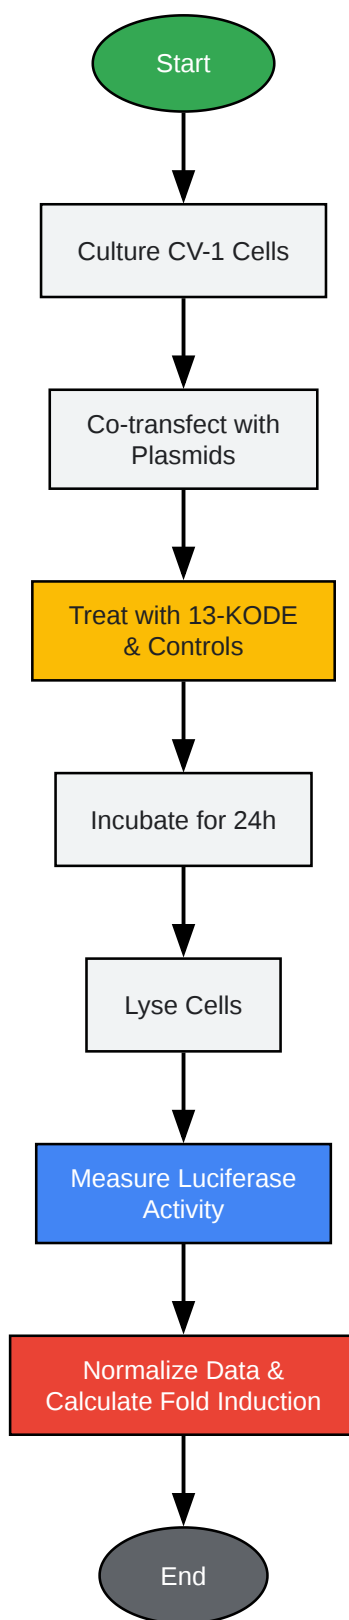 Start
Culture CV-1 Cells
Co-transfect with
Plasmids
Treat with 13-KODE
& Controls
Incubate for 24h
Lyse Cells
Measure Luciferase
Activity
Normalize Data &
Calculate Fold Induction
End